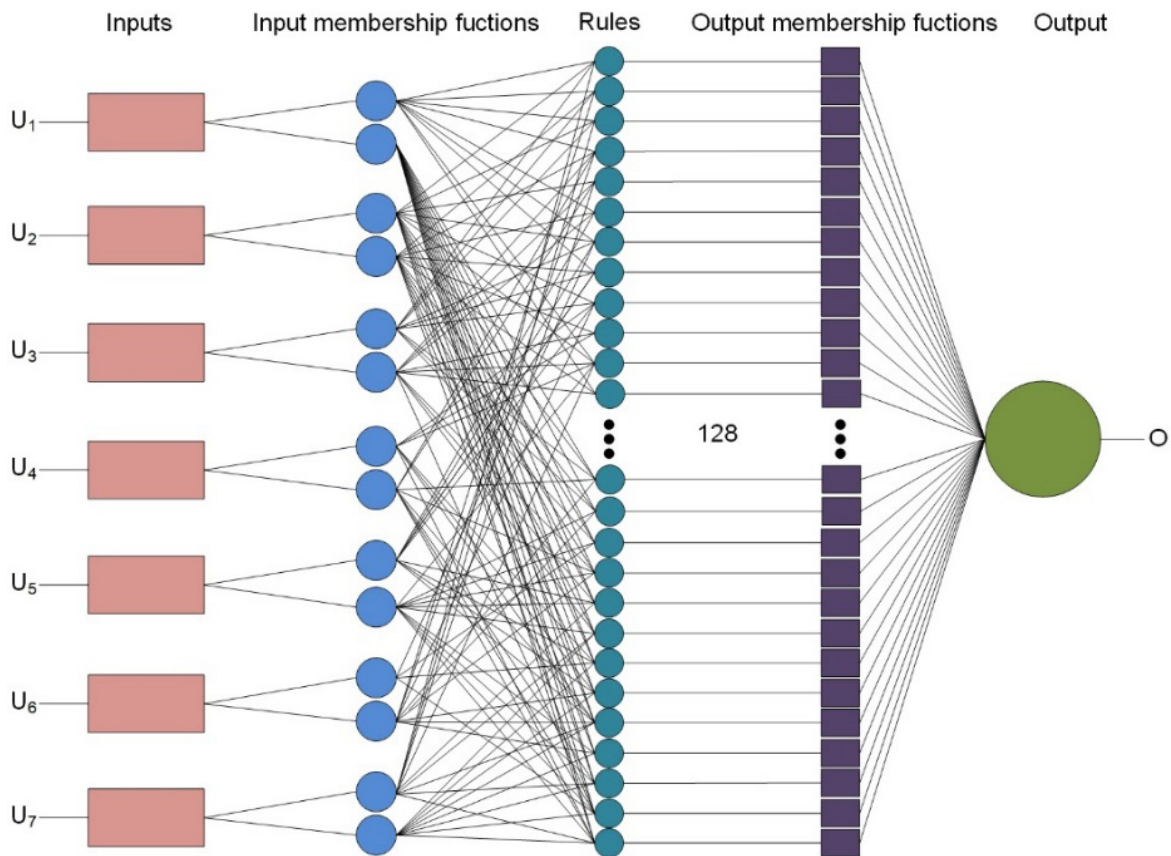 Inputs Input membership fuctions Rules Output membership fuctions Output
U1
U2
U3
128
O
U4
U5
U6
U7